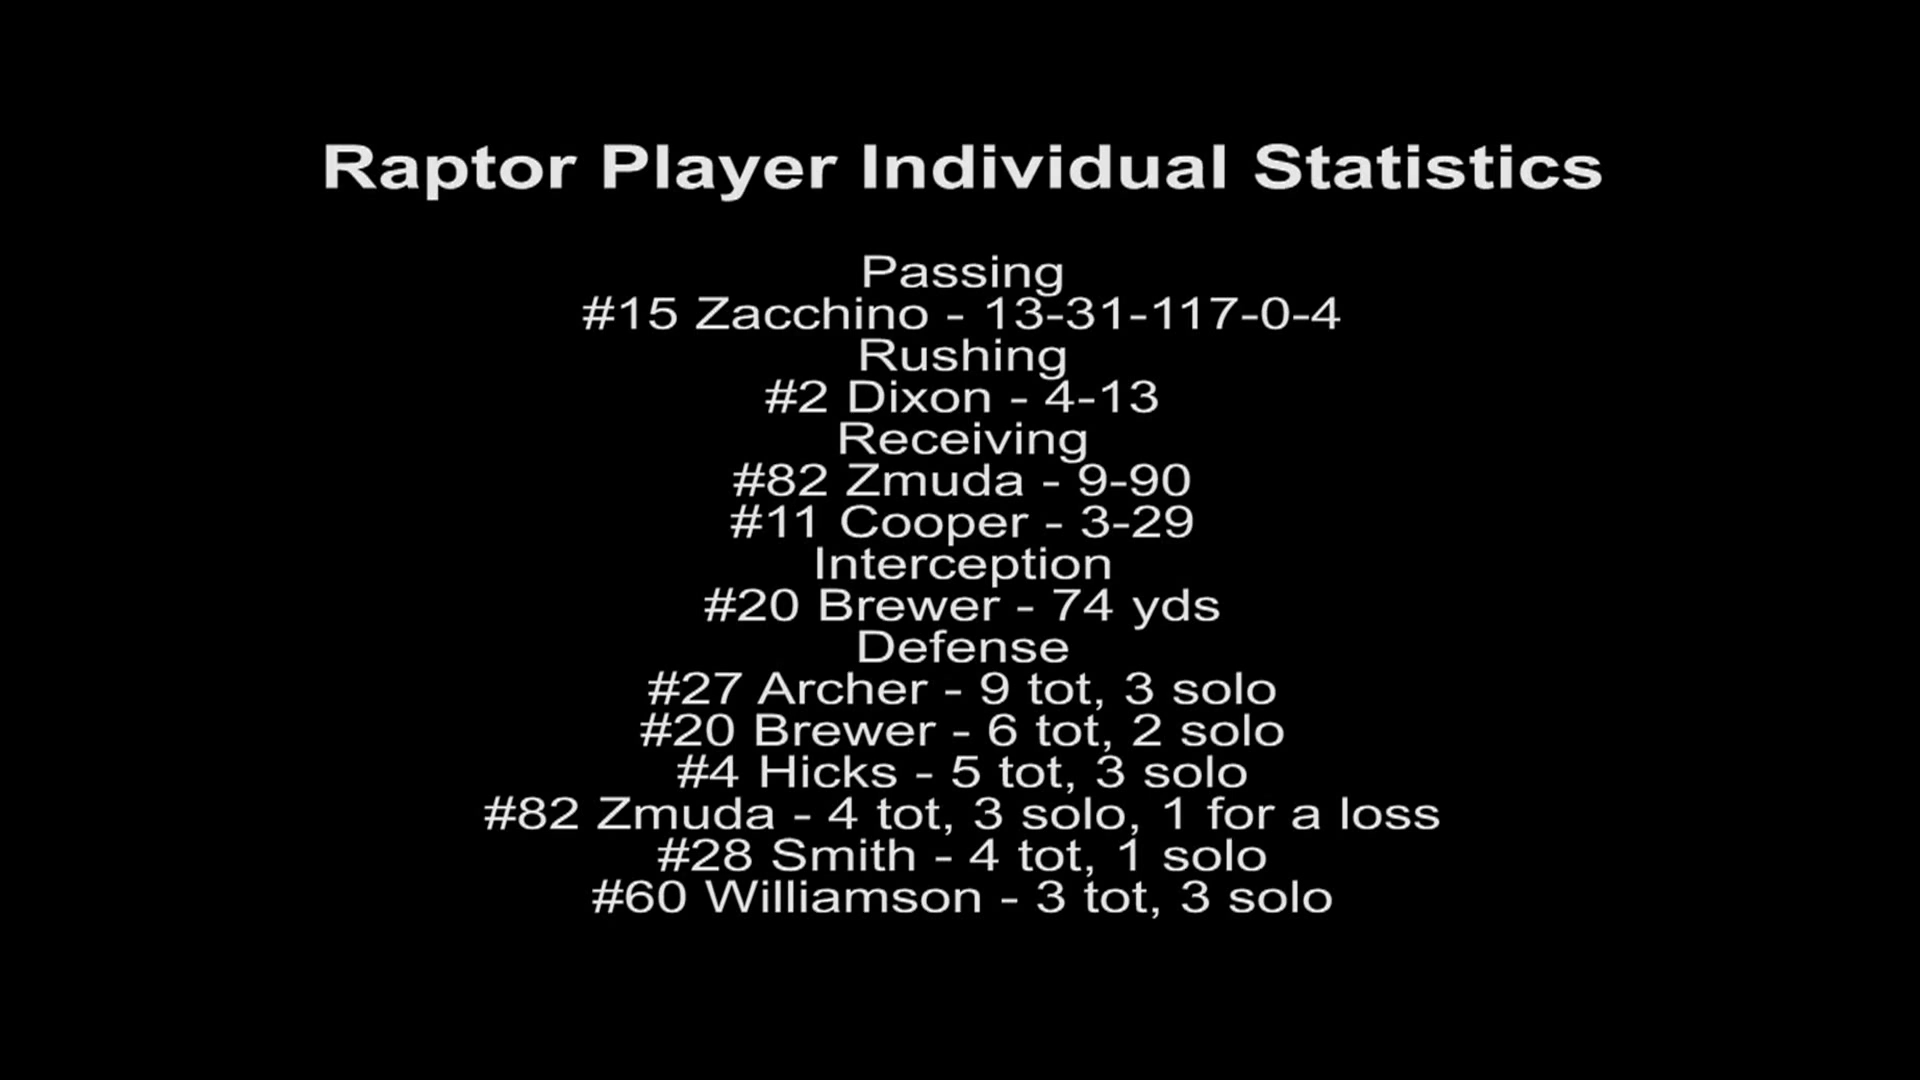 Raptor Player Individual Statistics
Passing
#15 Zacchino - 13-31-117-0-4
Rushing
#2 Dixon - 4-13
Receiving
#82 Zmuda - 9-90
#11 Cooper - 3-29
Interception
#20 Brewer - 74 yds
Defense
#27 Archer - 9 tot, 3 solo
#20 Brewer - 6 tot, 2 solo
#4 Hicks - 5 tot, 3 solo
#82 Zmuda - 4 tot, 3 solo, 1 for a loss
#28 Smith - 4 tot, 1 solo
#60 Williamson - 3 tot, 3 solo